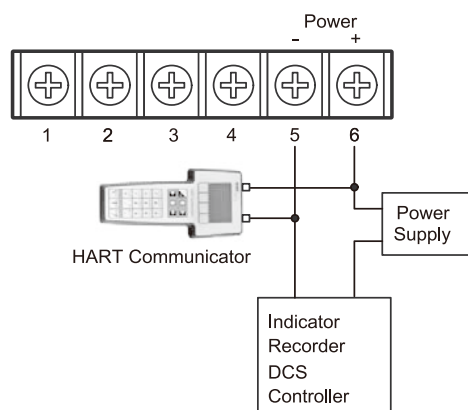 Power
- +
1 2 3 4 5 6
HART Communicator
Power
Supply
Indicator
Recorder
DCS
Controller